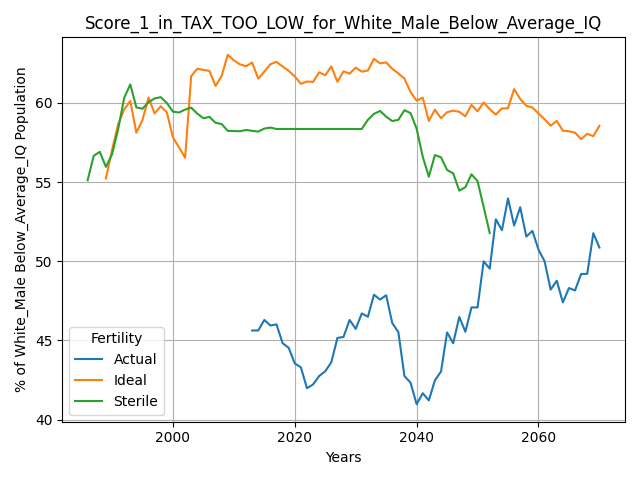 Score_1_in_TAX_TOO_LOW_for_White_Male_Below_Average_IQ
% of White_Male Below_Average_IQ Population
60
55
50
45
40
Fertility
Actual
Ideal
Sterile
2000
2020
2040
2060
Years